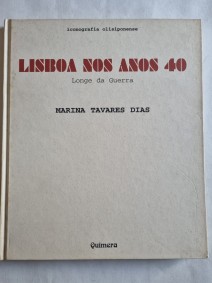 iconografia olisiponense
LISBOA NOS ANOS 40
Longe da Guerra
MARINA TAVARES DIAS
Quimera